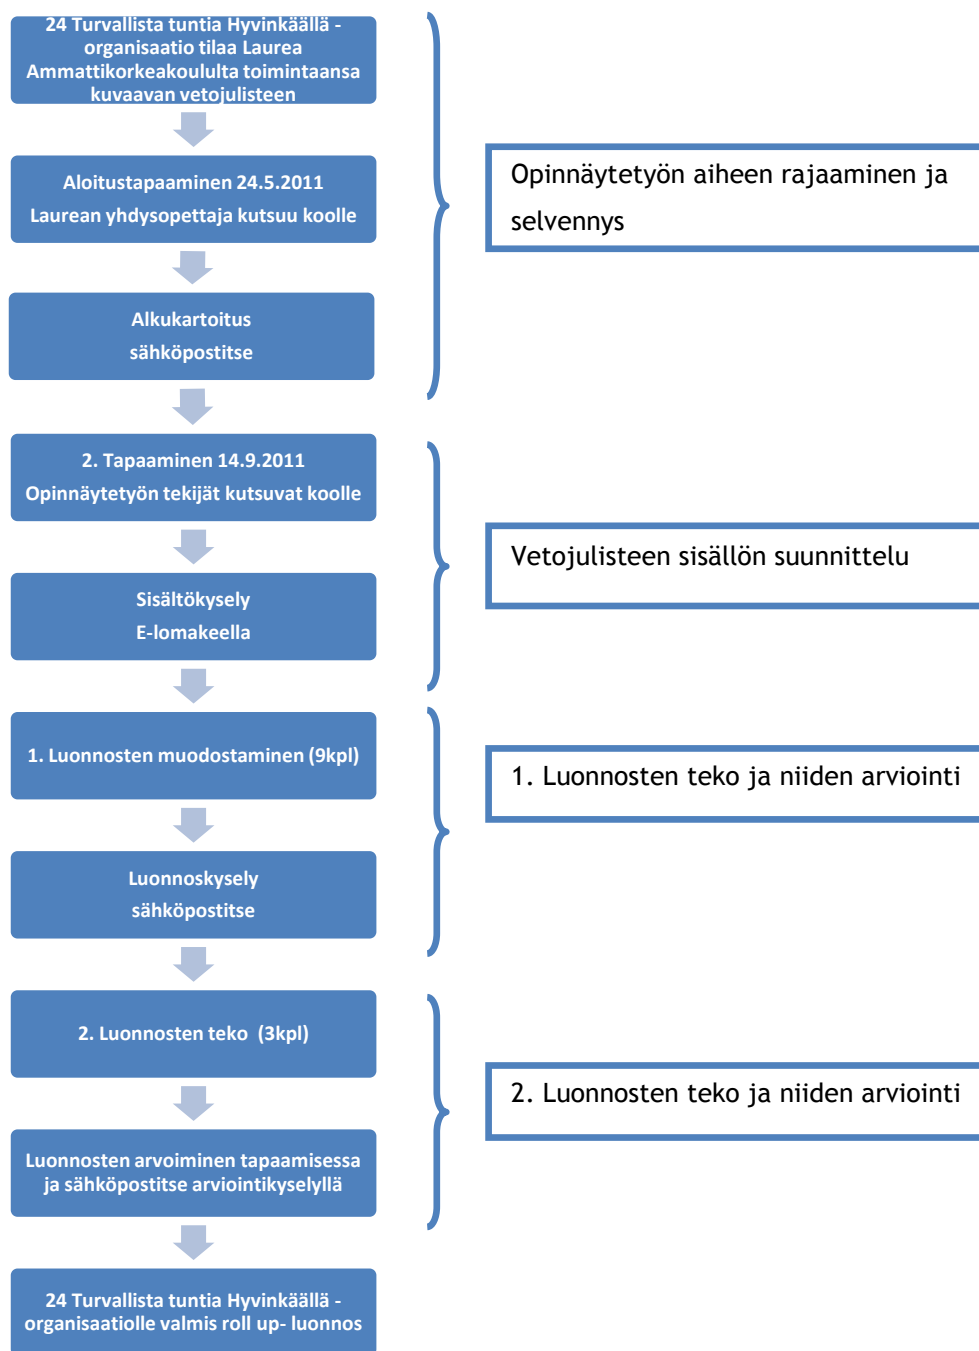 24 Turvallista tuntia Hyvinkäällä -
organisaatio tilaa Laurea
Ammattikorkeakoululta toimintaansa
kuvaavan vetojulisteen
Aloitustapaaminen 24.5.2011
Laurean yhdysopettaja kutsuu koolle
Alkukartoitus
sähköpostitse
Opinnäytetyön aiheen rajaaminen ja
selvennys
2. Tapaaminen 14.9.2011
Opinnäytetyön tekijät kutsuvat koolle
Sisältökysely
E-lomakeella
Vetojulisteen sisällön suunnittelu
1. Luonnosten muodostaminen (9kpl)
Luonnoskysely
sähköpostitse
1. Luonnosten teko ja niiden arviointi
2. Luonnosten teko (3kpl)
Luonnosten arvoiminen tapaamisessa
ja sähköpostitse arviointikyselyllä
2. Luonnosten teko ja niiden arviointi
24 Turvallista tuntia Hyvinkäällä -
organisaatiolle valmis roll up- luonnos